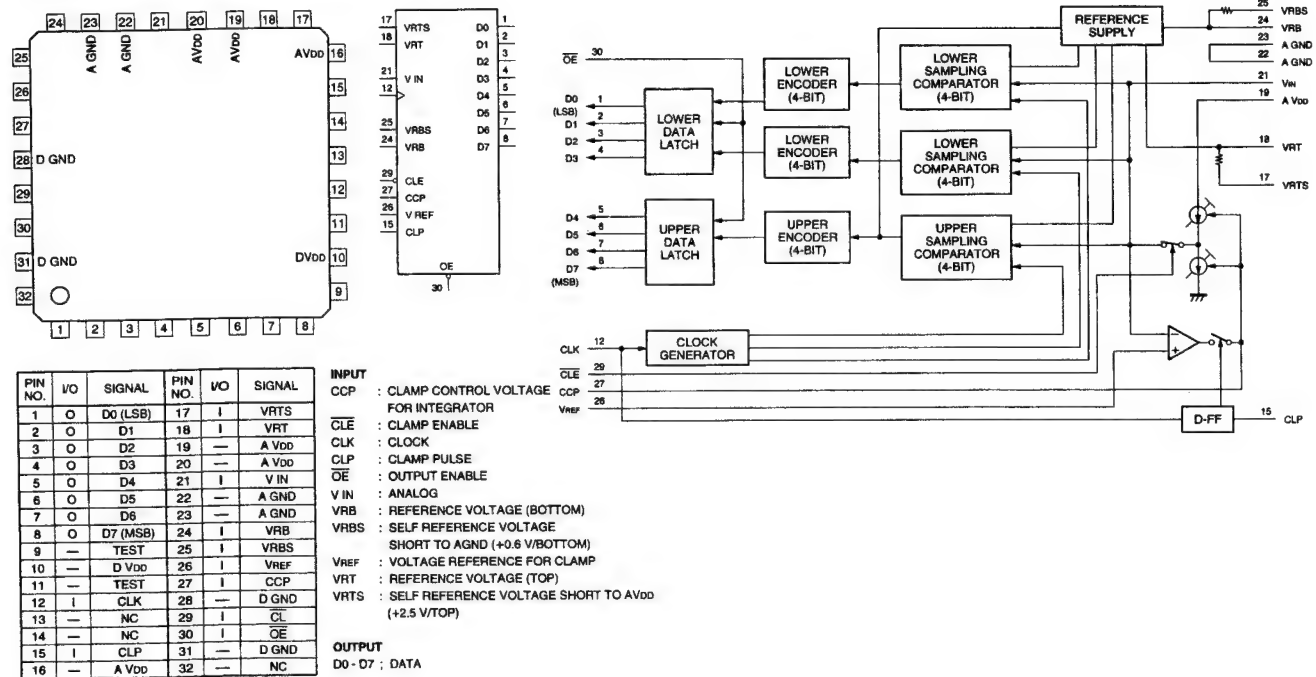 24 23 22 21 20 19 18 17
A GND A GND AVDD AVDD
25 AVDD 16
26 15
27 14
28 D GND 13
29 12
30 11
31 D GND DVDD 10
32 9
1 2 3 4 5 6 7 8
17 VRTS D0 1
18 VRT D1 2
D2 3
21 V IN D3 4
12 D4 5
D5 6
25 VRBS D6 7
24 VRB D7 8
29 CLE
27 CCP
26 V REF
15 CLP
OE
30
REFERENCE SUPPLY
25 VRBS
24 VRB
23 A GND
22 A GND
21 VIN
19 A VDD
18 VRT
17 VRTS
OE 30
LOWER ENCODER (4-BIT)
LOWER SAMPLING COMPARATOR (4-BIT)
D0 (LSB) 1
D1 2
D2 3
D3 4
LOWER DATA LATCH
LOWER ENCODER (4-BIT)
LOWER SAMPLING COMPARATOR (4-BIT)
D4 5
D5 6
D6 7
D7 (MSB) 8
UPPER DATA LATCH
UPPER ENCODER (4-BIT)
UPPER SAMPLING COMPARATOR (4-BIT)
− +
CLK 12
CLOCK GENERATOR
CLE 29
CCP 27
VREF 26
D-FF
15 CLP
PIN NO. I/O SIGNAL PIN NO. I/O SIGNAL
1 O D0 (LSB) 17 I VRTS
2 O D1 18 I VRT
3 O D2 19 — A VDD
4 O D3 20 — A VDD
5 O D4 21 I V IN
6 O D5 22 — A GND
7 O D6 23 — A GND
8 O D7 (MSB) 24 I VRB
9 — TEST 25 I VRBS
10 — D VDD 26 I VREF
11 — TEST 27 I CCP
12 I CLK 28 — D GND
13 — NC 29 I CL
14 — NC 30 I OE
15 I CLP 31 — D GND
16 — A VDD 32 — NC
INPUT
CCP : CLAMP CONTROL VOLTAGE
FOR INTEGRATOR
CLE : CLAMP ENABLE
CLK : CLOCK
CLP : CLAMP PULSE
OE : OUTPUT ENABLE
V IN : ANALOG
VRB : REFERENCE VOLTAGE (BOTTOM)
VRBS : SELF REFERENCE VOLTAGE
SHORT TO AGND (+0.6 V/BOTTOM)
VREF : VOLTAGE REFERENCE FOR CLAMP
VRT : REFERENCE VOLTAGE (TOP)
VRTS : SELF REFERENCE VOLTAGE SHORT TO AVDD
(+2.5 V/TOP)
OUTPUT
D0 - D7 ; DATA